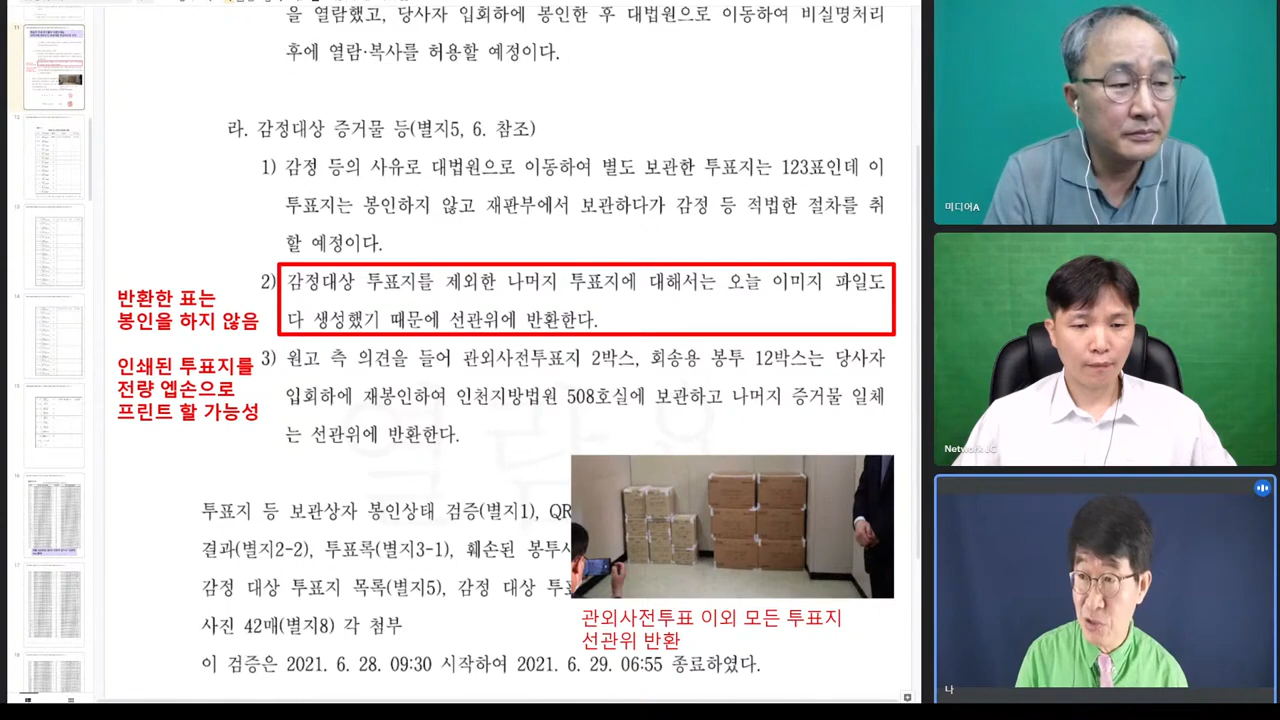 을 열람했고, 당사자 입회하에 봉인한 후 대법원으로 이동하여 비실명처리
후에 열람·복사를 허용할 예정이다.
라. 감정대상 증거물 등(별지5, 6, 참조)
1) 감정 등의 사유로 대법원으로 이동하여 별도 보관한 투표지는 123표인데 이
투표지는 봉인하지 않고 재판부에서 보관하다가 감정 등 적법한 절차를 취
할 예정이다.
2) 감정대상 투표지를 제외한 나머지 투표지에 대해서는 오늘 이미지 파일도
다 생성했기 때문에 선관위에 반환한다.
반환한 표는
봉인을 하지 않음
인쇄된 투표지를
전량 엡손으로
프린트 할 가능성
3) 원고 측 의견을 들어 관외사전투표지 2박스, 회송용 봉투 12박스는 당사자
입회하에 재봉인하여 인천지방법원 508호실에 보관하고 나머지 증거물 일체
는 선관위에 반환한다.
투표지 등 보관상자 봉인상태 검증(별지1), QR
결과(별지2-2), 투표록(별지3-1), 훼손된 봉투
감정 대상 투표지 목록(별지5), 감정 대상 투표
사진 42매(별지8) 각 첨부
관외사전투표 이외 모든 투표지
선관위 반환
이 검증은 2021. 6. 28. 09:30 시작하여 2021. 6. 29. 06:55 종료하였다.
미디어A
Network JC
나
11
12
13
14
15
16
17
18